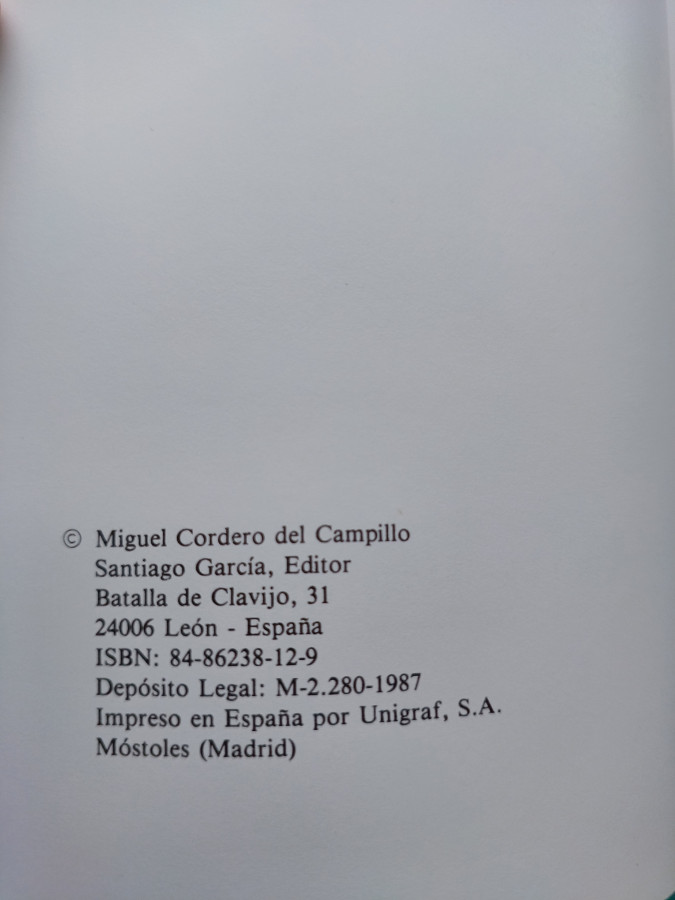 © Miguel Cordero del Campillo
Santiago García, Editor
Batalla de Clavijo, 31
24006 León - España
ISBN: 84-86238-12-9
Depósito Legal: M-2.280-1987
Impreso en España por Unigraf, S.A.
Móstoles (Madrid)